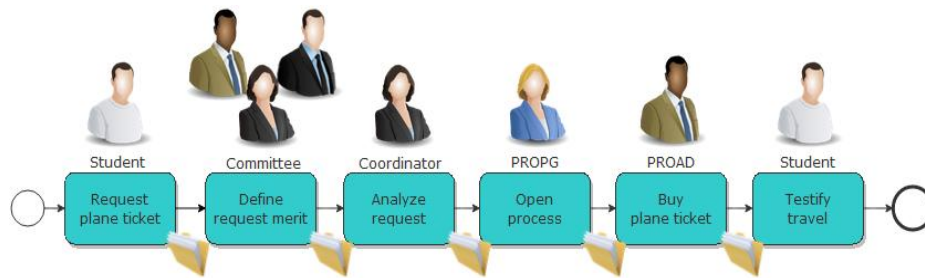 Student
Committee
Coordinator
PROPG
PROAD
Student
Request
plane ticket
Define
request merit
Analyze
request
Open
process
Buy
plane ticket
Testify
travel